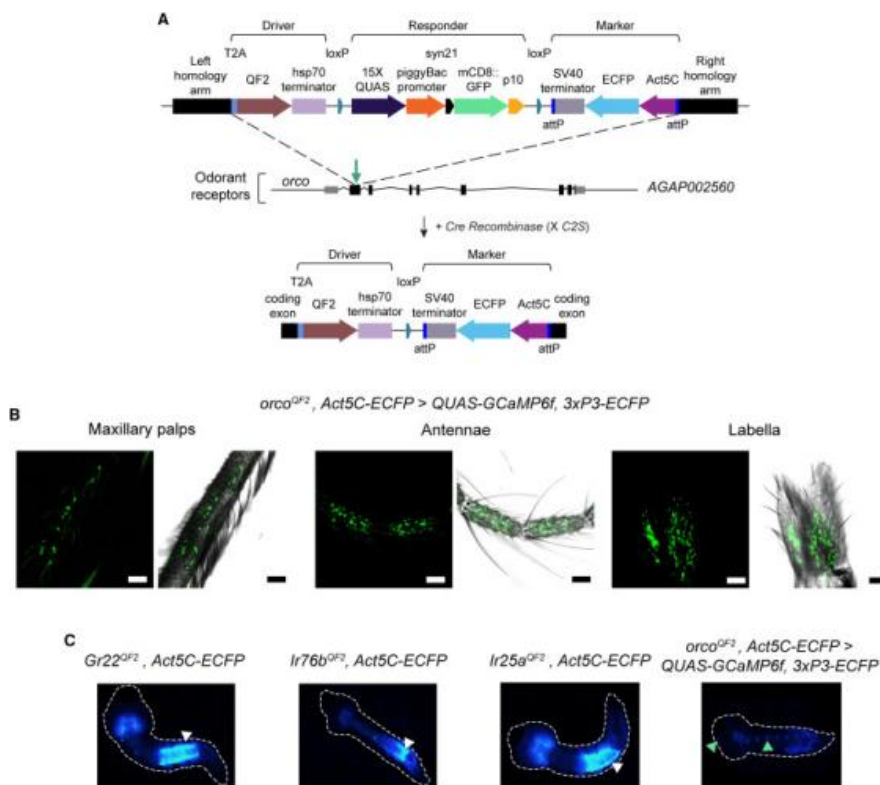 A
Driver
Responder
Marker
T2A
loxP
syn21
loxP
Left homology arm
QF2
hsp70 terminator
15X QUAS
piggyBac promoter
mCD8:: GFP
p10
SV40 terminator
ECFP
Act5C
Right homology arm
attP
attP
Odorant receptors
orco
AGAP002560
+ Cre Recombinase (X C2S)
Driver
Marker
T2A
loxP
coding exon
QF2
hsp70 terminator
SV40 terminator
ECFP
Act5C
coding exon
attP
attP
B
orcoQF2, Act5C-ECFP > QUAS-GCaMP6f, 3xP3-ECFP
Maxillary palps
Antennae
Labella
C
Gr22QF2, Act5C-ECFP
Ir76bQF2, Act5C-ECFP
Ir25aQF2, Act5C-ECFP
orcoQF2, Act5C-ECFP >
QUAS-GCaMP6f, 3xP3-ECFP